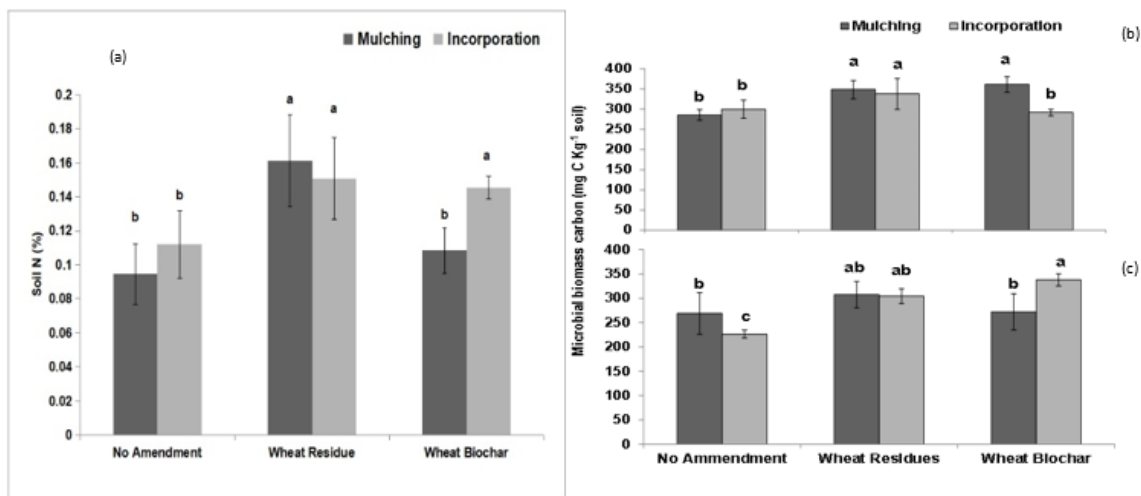 (a)
Mulching Incorporation
Soil N (%)
0.2
0.18
0.16
0.14
0.12
0.1
0.08
0.06
0.04
0.02
0
b b a a b a
No Amendment Wheat Residue Wheat Biochar
Mulching Incorporation
(b)
Microbial biomass carbon (mg C Kg⁻¹ soil)
400
350
300
250
200
150
100
50
0
b b a a a b
(c)
400
350
300
250
200
150
100
50
0
b c ab ab b a
No Ammendment Wheat Residues Wheat Biochar